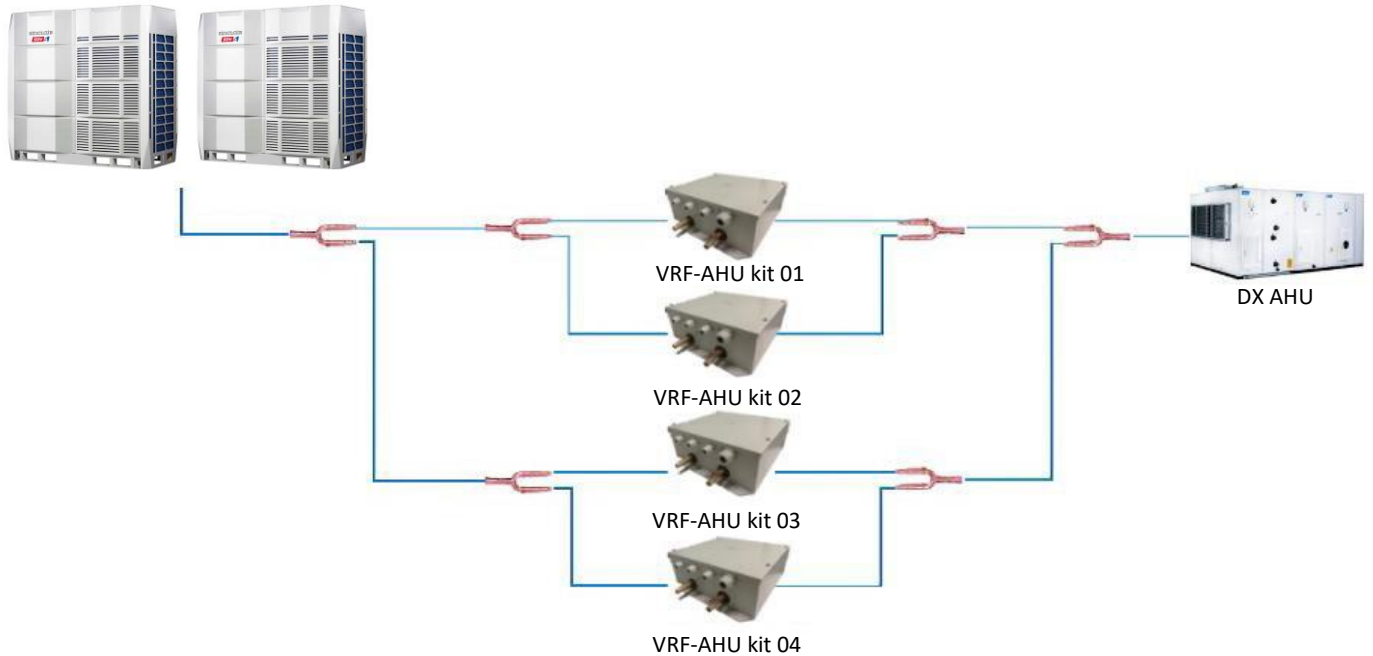 VRF-AHU kit 01
DX AHU
VRF-AHU kit 02
VRF-AHU kit 03
VRF-AHU kit 04